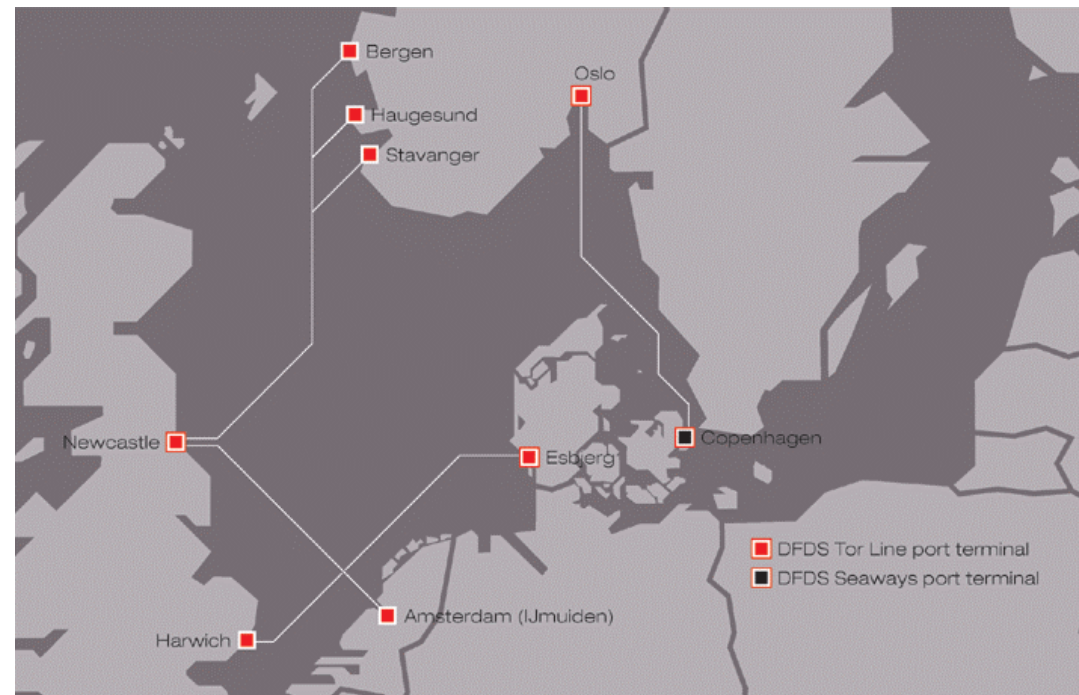 Bergen
Oslo
Haugesund
Stavanger
Newcastle
Copenhagen
Esbjerg
DFDS Tor Line port terminal
DFDS Seaways port terminal
Amsterdam (IJmuiden)
Harwich